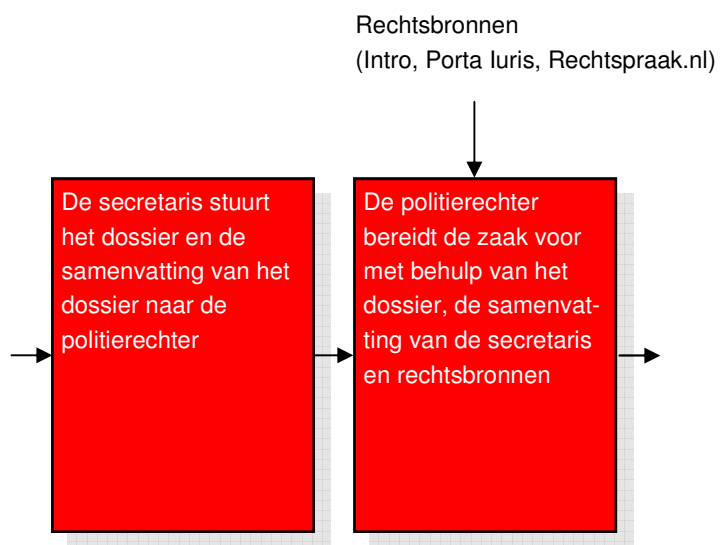 Rechtsbronnen
(Intro, Porta Iuris, Rechtspraak.nl)
De secretaris stuurt
het dossier en de
samenvatting van het
dossier naar de
politierechter
De politierechter
bereidt de zaak voor
met behulp van het
dossier, de samenvat-
ting van de secretaris
en rechtsbronnen